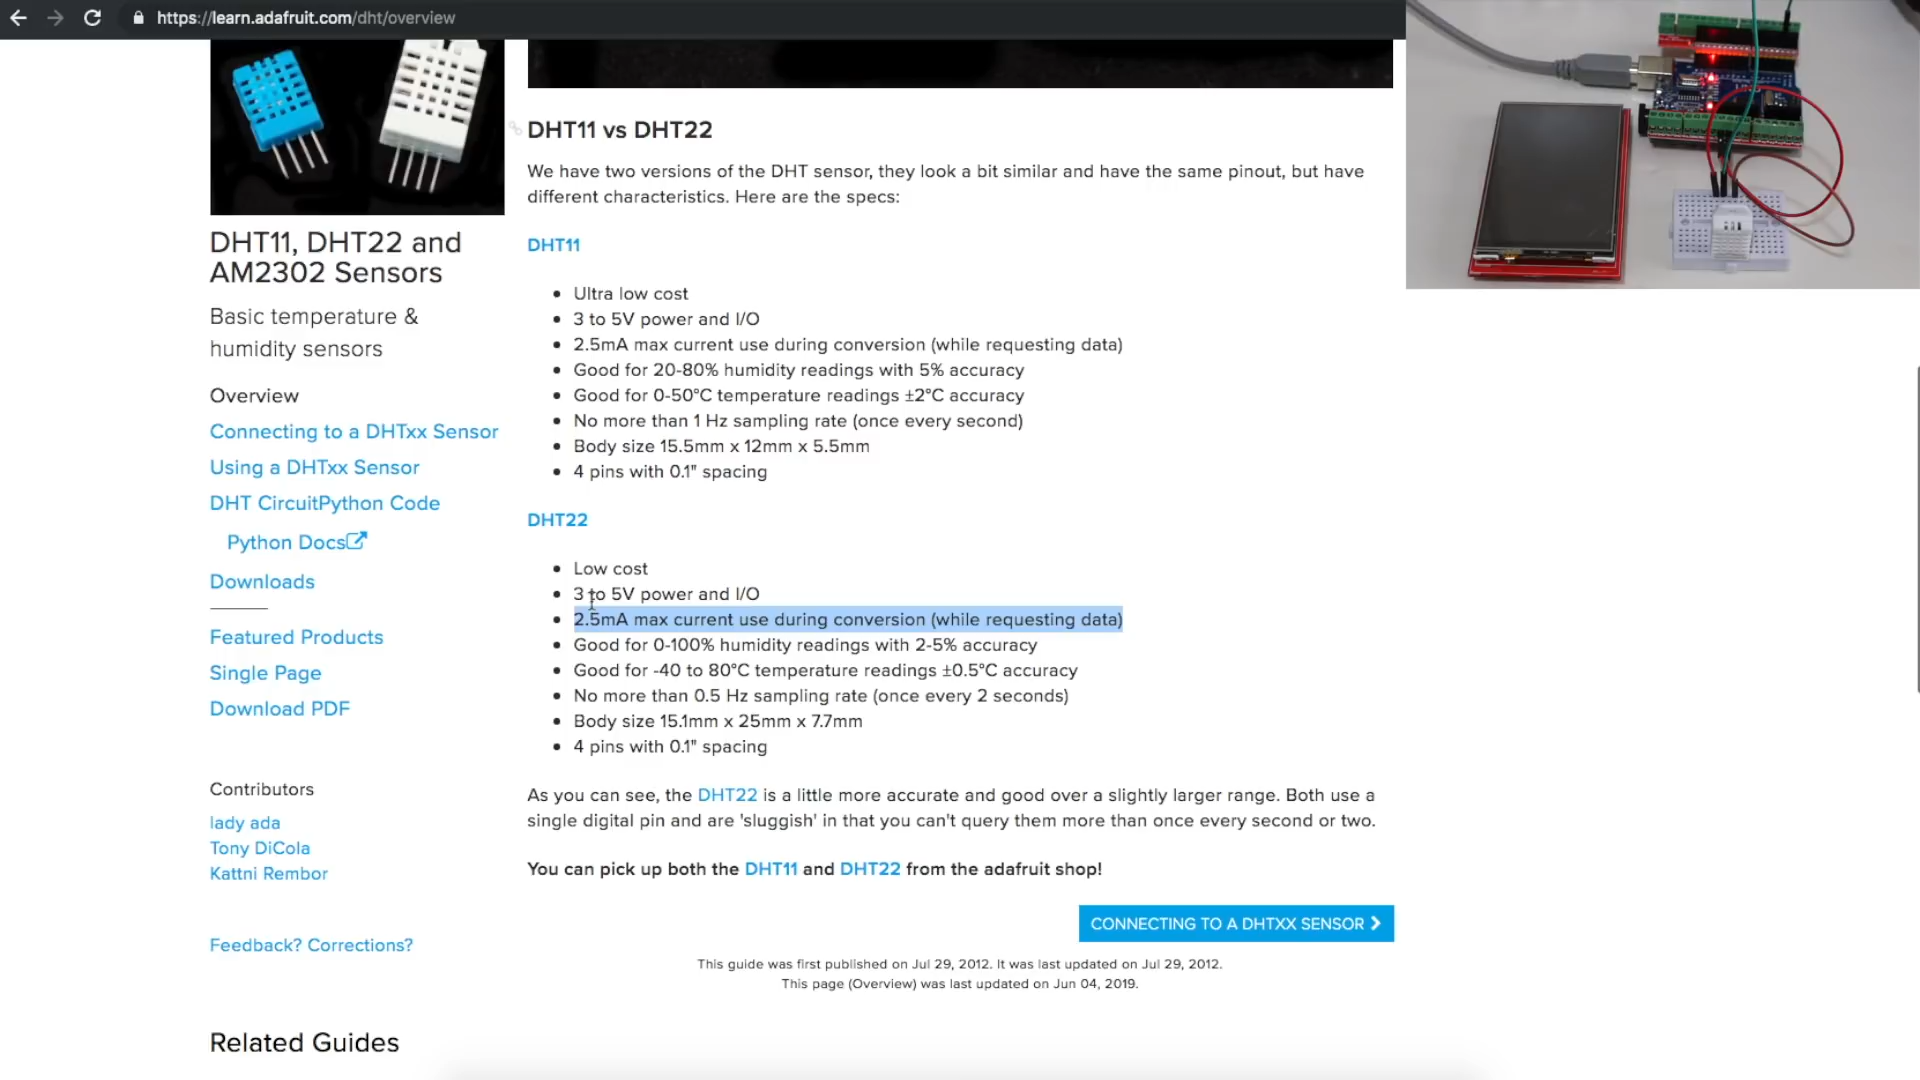 https://learn.adafruit.com/dht/overview
DHT11, DHT22 and
AM2302 Sensors
Basic temperature &
humidity sensors
Overview
Connecting to a DHTxx Sensor
Using a DHTxx Sensor
DHT CircuitPython Code
Python Docs
Downloads
Featured Products
Single Page
Download PDF
Contributors
lady ada
Tony DiCola
Kattni Rembor
Feedback? Corrections?
DHT11 vs DHT22
We have two versions of the DHT sensor, they look a bit similar and have the same pinout, but have
different characteristics. Here are the specs:
DHT11
• Ultra low cost
• 3 to 5V power and I/O
• 2.5mA max current use during conversion (while requesting data)
• Good for 20-80% humidity readings with 5% accuracy
• Good for 0-50°C temperature readings ±2°C accuracy
• No more than 1 Hz sampling rate (once every second)
• Body size 15.5mm x 12mm x 5.5mm
• 4 pins with 0.1" spacing
DHT22
• Low cost
• 3 to 5V power and I/O
• 2.5mA max current use during conversion (while requesting data)
• Good for 0-100% humidity readings with 2-5% accuracy
• Good for -40 to 80°C temperature readings ±0.5°C accuracy
• No more than 0.5 Hz sampling rate (once every 2 seconds)
• Body size 15.1mm x 25mm x 7.7mm
• 4 pins with 0.1" spacing
As you can see, the DHT22 is a little more accurate and good over a slightly larger range. Both use a
single digital pin and are 'sluggish' in that you can't query them more than once every second or two.
You can pick up both the DHT11 and DHT22 from the adafruit shop!
CONNECTING TO A DHTXX SENSOR
This guide was first published on Jul 29, 2012. It was last updated on Jul 29, 2012.
This page (Overview) was last updated on Jun 04, 2019.
Related Guides